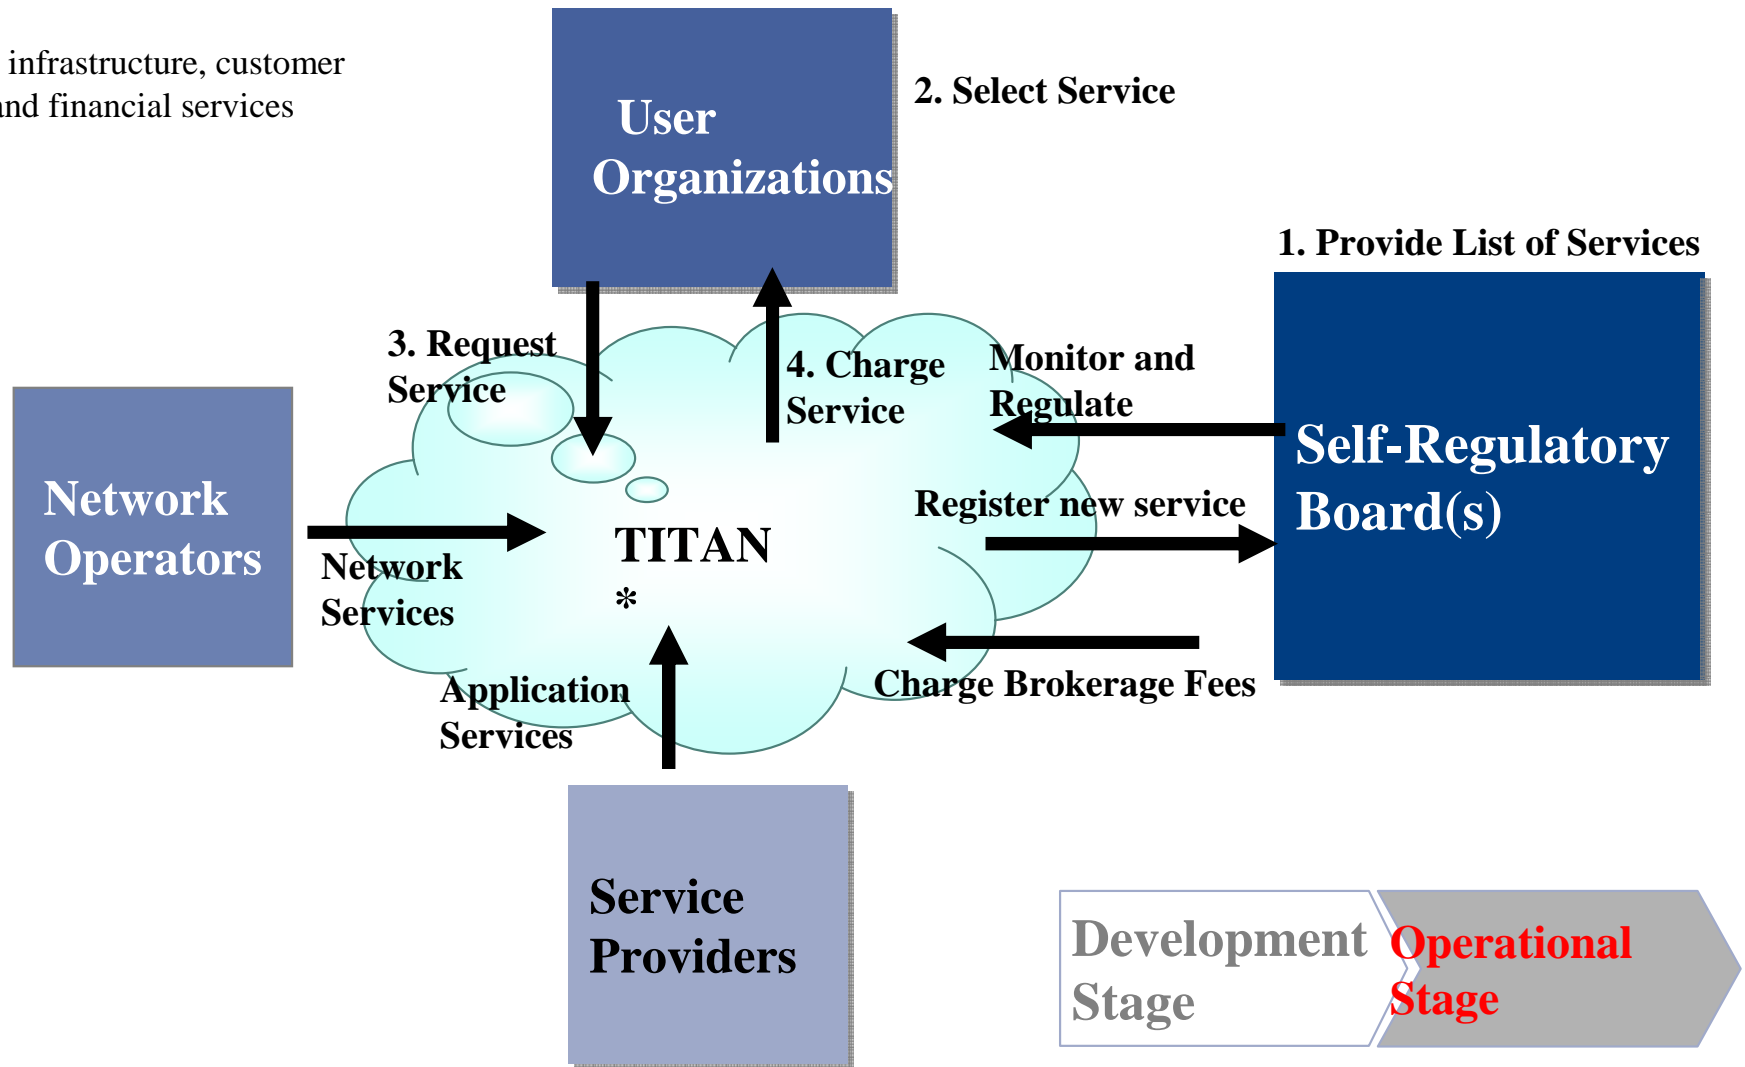 infrastructure, customer
and financial services
User
Organizations
2. Select Service
1. Provide List of Services
3. Request
Service
4. Charge
Service
Monitor and
Regulate
Self-Regulatory
Board(s)
Network
Operators
Network
Services
Register new service
TITAN
*
Charge Brokerage Fees
Application
Services
Service
Providers
Development
Stage
Operational
Stage